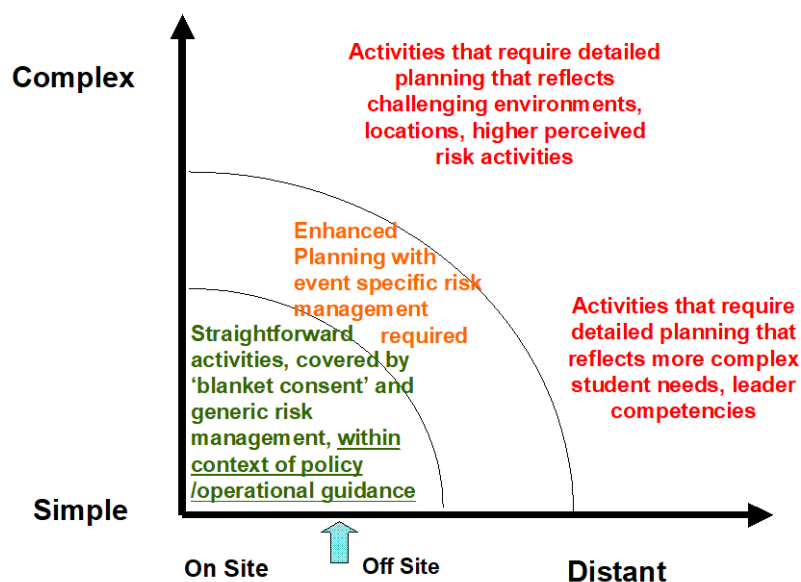 Complex
Activities that require detailed
planning that reflects
challenging environments,
locations, higher perceived
risk activities
Enhanced
Planning with
event specific risk
management
required
Activities that require
detailed planning that
reflects more complex
student needs, leader
competencies
Straightforward
activities, covered by
‘blanket consent’ and
generic risk
management, within
context of policy
/operational guidance
Simple
On Site
Off Site
Distant